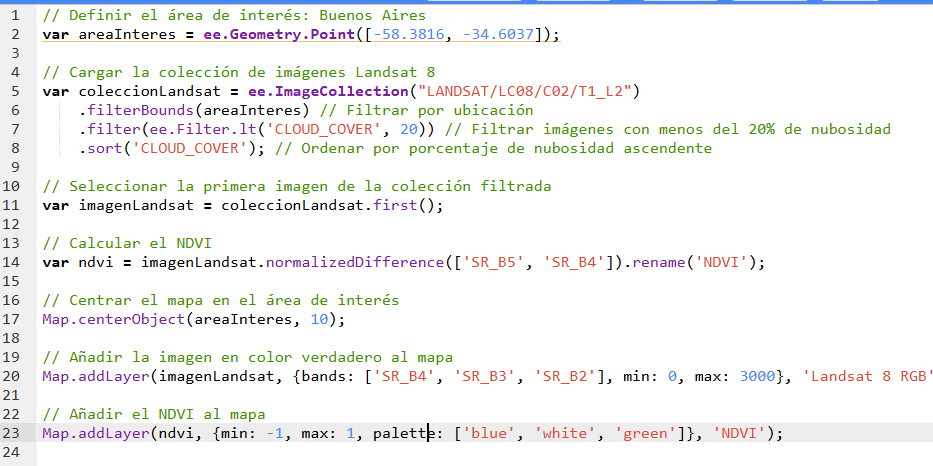 1 // Definir el área de interés: Buenos Aires
2 var areaInteres = ee.Geometry.Point([-58.3816, -34.6037]);
3
4 // Cargar la colección de imágenes Landsat 8
5 var coleccionLandsat = ee.ImageCollection("LANDSAT/LC08/C02/T1_L2")
6 .filterBounds(areaInteres) // Filtrar por ubicación
7 .filter(ee.Filter.lt('CLOUD_COVER', 20)) // Filtrar imágenes con menos del 20% de nubosidad
8 .sort('CLOUD_COVER'); // Ordenar por porcentaje de nubosidad ascendente
9
10 // Seleccionar la primera imagen de la colección filtrada
11 var imagenLandsat = coleccionLandsat.first();
12
13 // Calcular el NDVI
14 var ndvi = imagenLandsat.normalizedDifference(['SR_B5', 'SR_B4']).rename('NDVI');
15
16 // Centrar el mapa en el área de interés
17 Map.centerObject(areaInteres, 10);
18
19 // Añadir la imagen en color verdadero al mapa
20 Map.addLayer(imagenLandsat, {bands: ['SR_B4', 'SR_B3', 'SR_B2'], min: 0, max: 3000}, 'Landsat 8 RGB'
21
22 // Añadir el NDVI al mapa
23 Map.addLayer(ndvi, {min: -1, max: 1, palette: ['blue', 'white', 'green']}, 'NDVI');
24